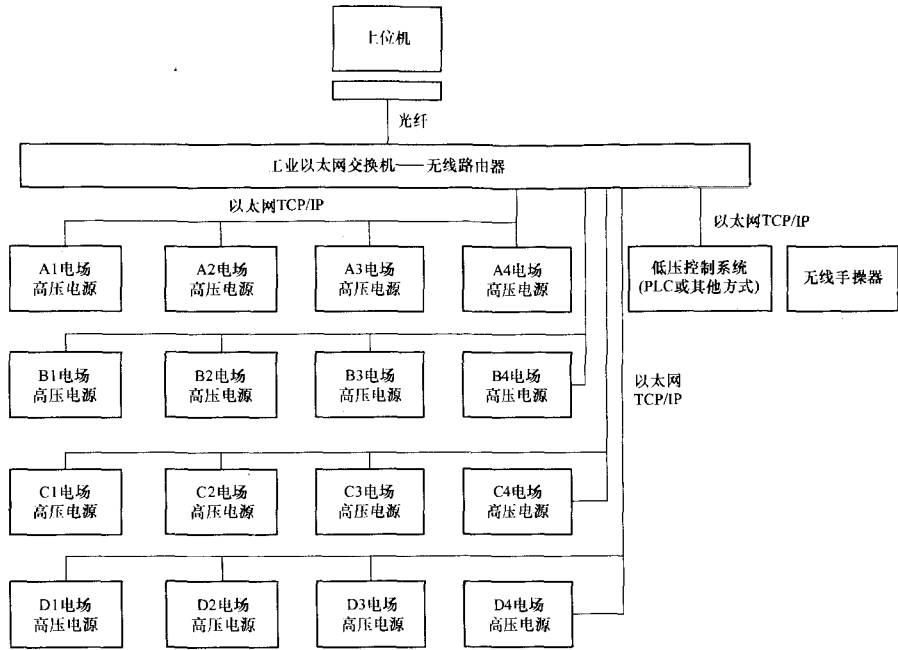 上位机
光纤
工业以太网交换机——无线路由器
以太网TCP/IP
以太网TCP/IP
A1电场
高压电源
A2电场
高压电源
A3电场
高压电源
A4电场
高压电源
低压控制系统
(PLC或其他方式)
无线手操器
B1电场
高压电源
B2电场
高压电源
B3电场
高压电源
B4电场
高压电源
以太网
TCP/IP
C1电场
高压电源
C2电场
高压电源
C3电场
高压电源
C4电场
高压电源
D1电场
高压电源
D2电场
高压电源
D3电场
高压电源
D4电场
高压电源